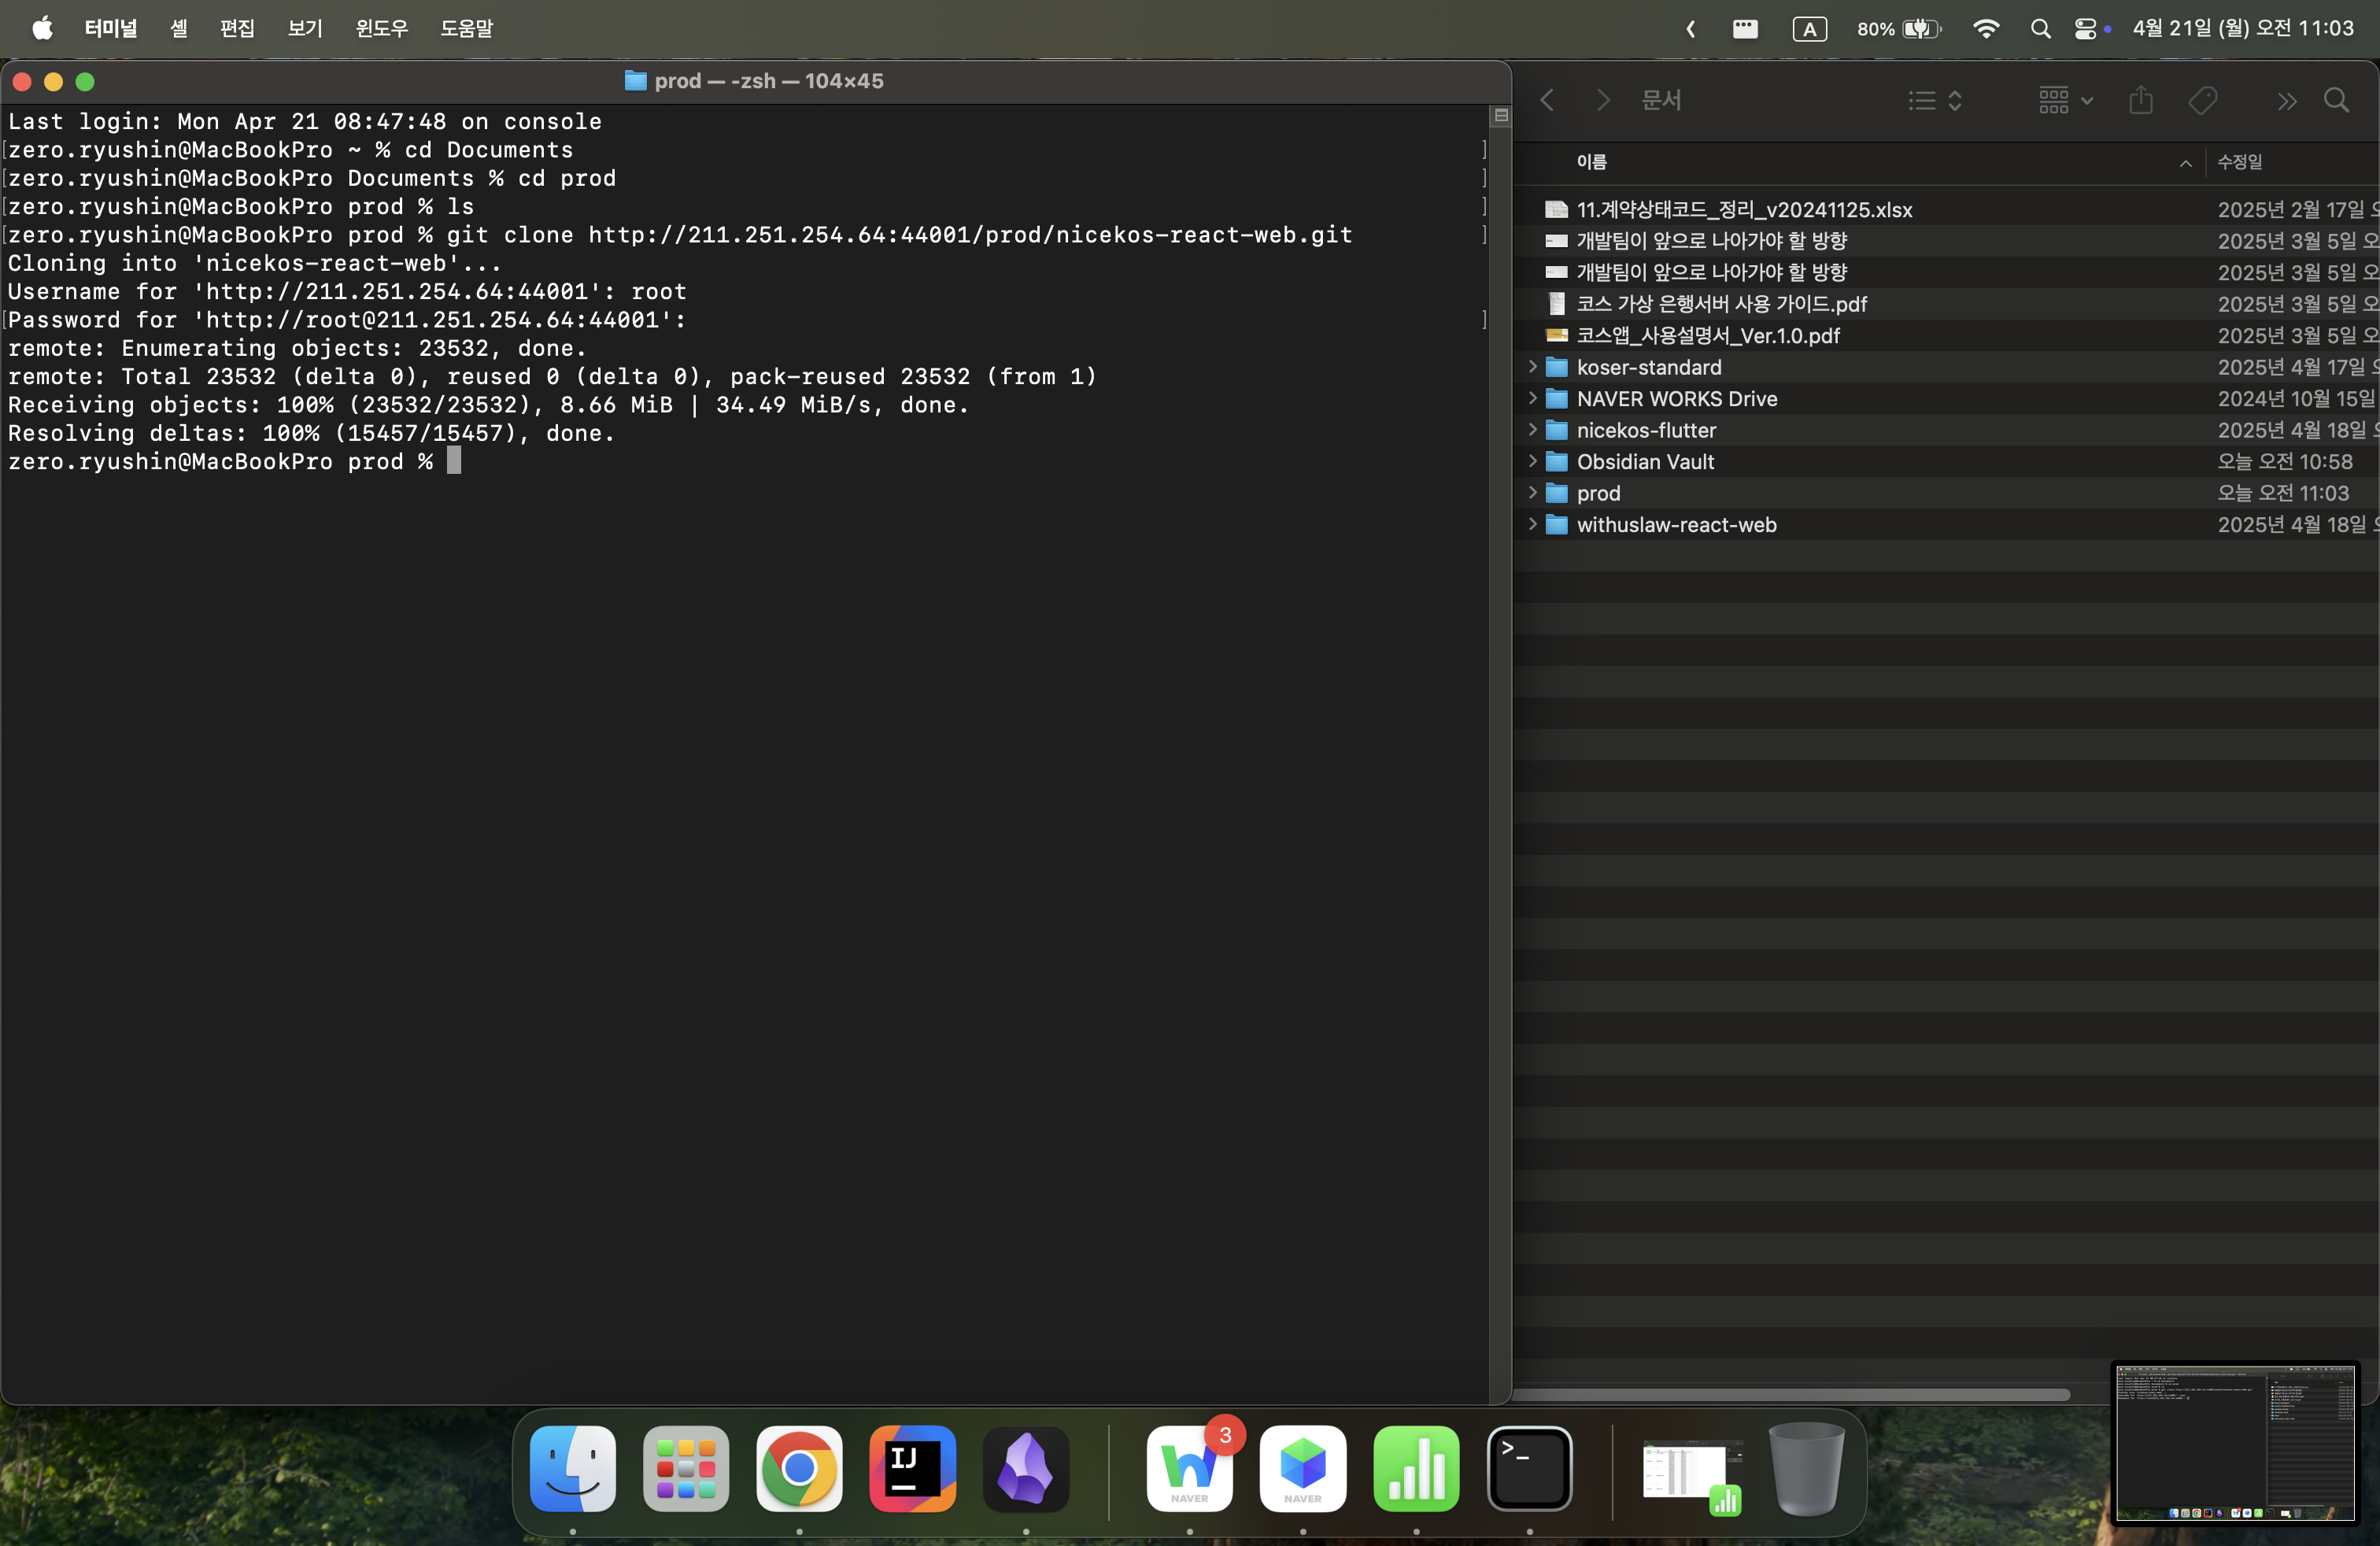 터미널 셸 편집 보기 윈도우 도움말
A 80% 4월 21일 (월) 오전 11:03
prod — -zsh — 104×45
Last login: Mon Apr 21 08:47:48 on console
[zero.ryushin@MacBookPro ~ % cd Documents ]
[zero.ryushin@MacBookPro Documents % cd prod ]
[zero.ryushin@MacBookPro prod % ls ]
[zero.ryushin@MacBookPro prod % git clone http://211.251.254.64:44001/prod/nicekos-react-web.git ]
Cloning into 'nicekos-react-web'...
Username for 'http://211.251.254.64:44001': root
[Password for 'http://root@211.251.254.64:44001': ]
remote: Enumerating objects: 23532, done.
remote: Total 23532 (delta 0), reused 0 (delta 0), pack-reused 23532 (from 1)
Receiving objects: 100% (23532/23532), 8.66 MiB | 34.49 MiB/s, done.
Resolving deltas: 100% (15457/15457), done.
zero.ryushin@MacBookPro prod %
문서
이름 수정일
11.계약상태코드_정리_v20241125.xlsx 2025년 2월 17일 오
개발팀이 앞으로 나아가야 할 방향 2025년 3월 5일 오
개발팀이 앞으로 나아가야 할 방향 2025년 3월 5일 오
코스 가상 은행서버 사용 가이드.pdf 2025년 3월 5일 오
코스앱_사용설명서_Ver.1.0.pdf 2025년 3월 5일 오
koser-standard 2025년 4월 17일 오
NAVER WORKS Drive 2024년 10월 15일
nicekos-flutter 2025년 4월 18일 오
Obsidian Vault 오늘 오전 10:58
prod 오늘 오전 11:03
withuslaw-react-web 2025년 4월 18일 오
IJ
NAVER
3
NAVER
>_